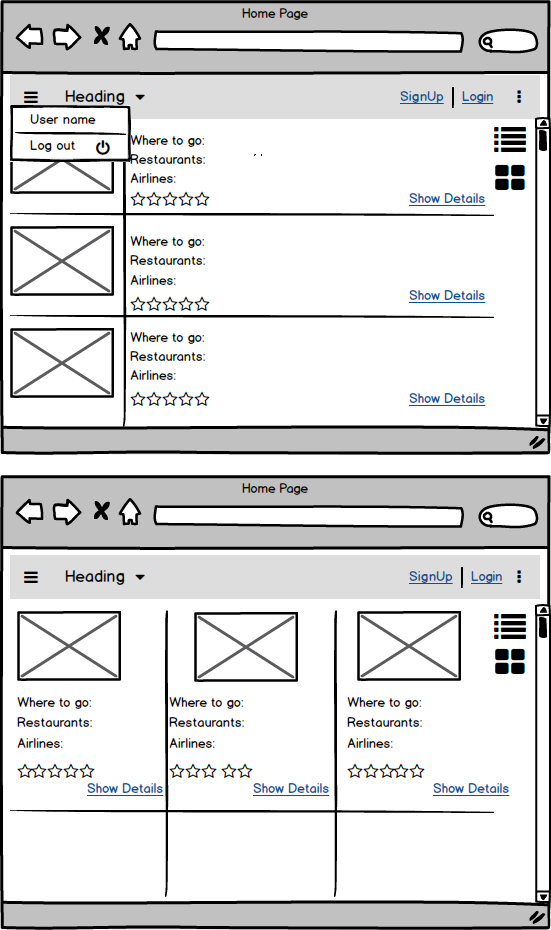 Home Page
Heading
SignUp
Login
User name
Log out
Where to go:
Restaurants:
Airlines:
Show Details
Where to go:
Restaurants:
Airlines:
Show Details
Where to go:
Restaurants:
Airlines:
Show Details
Home Page
Heading
SignUp
Login
Where to go:
Restaurants:
Airlines:
Show Details
Where to go:
Restaurants:
Airlines:
Show Details
Where to go:
Restaurants:
Airlines:
Show Details